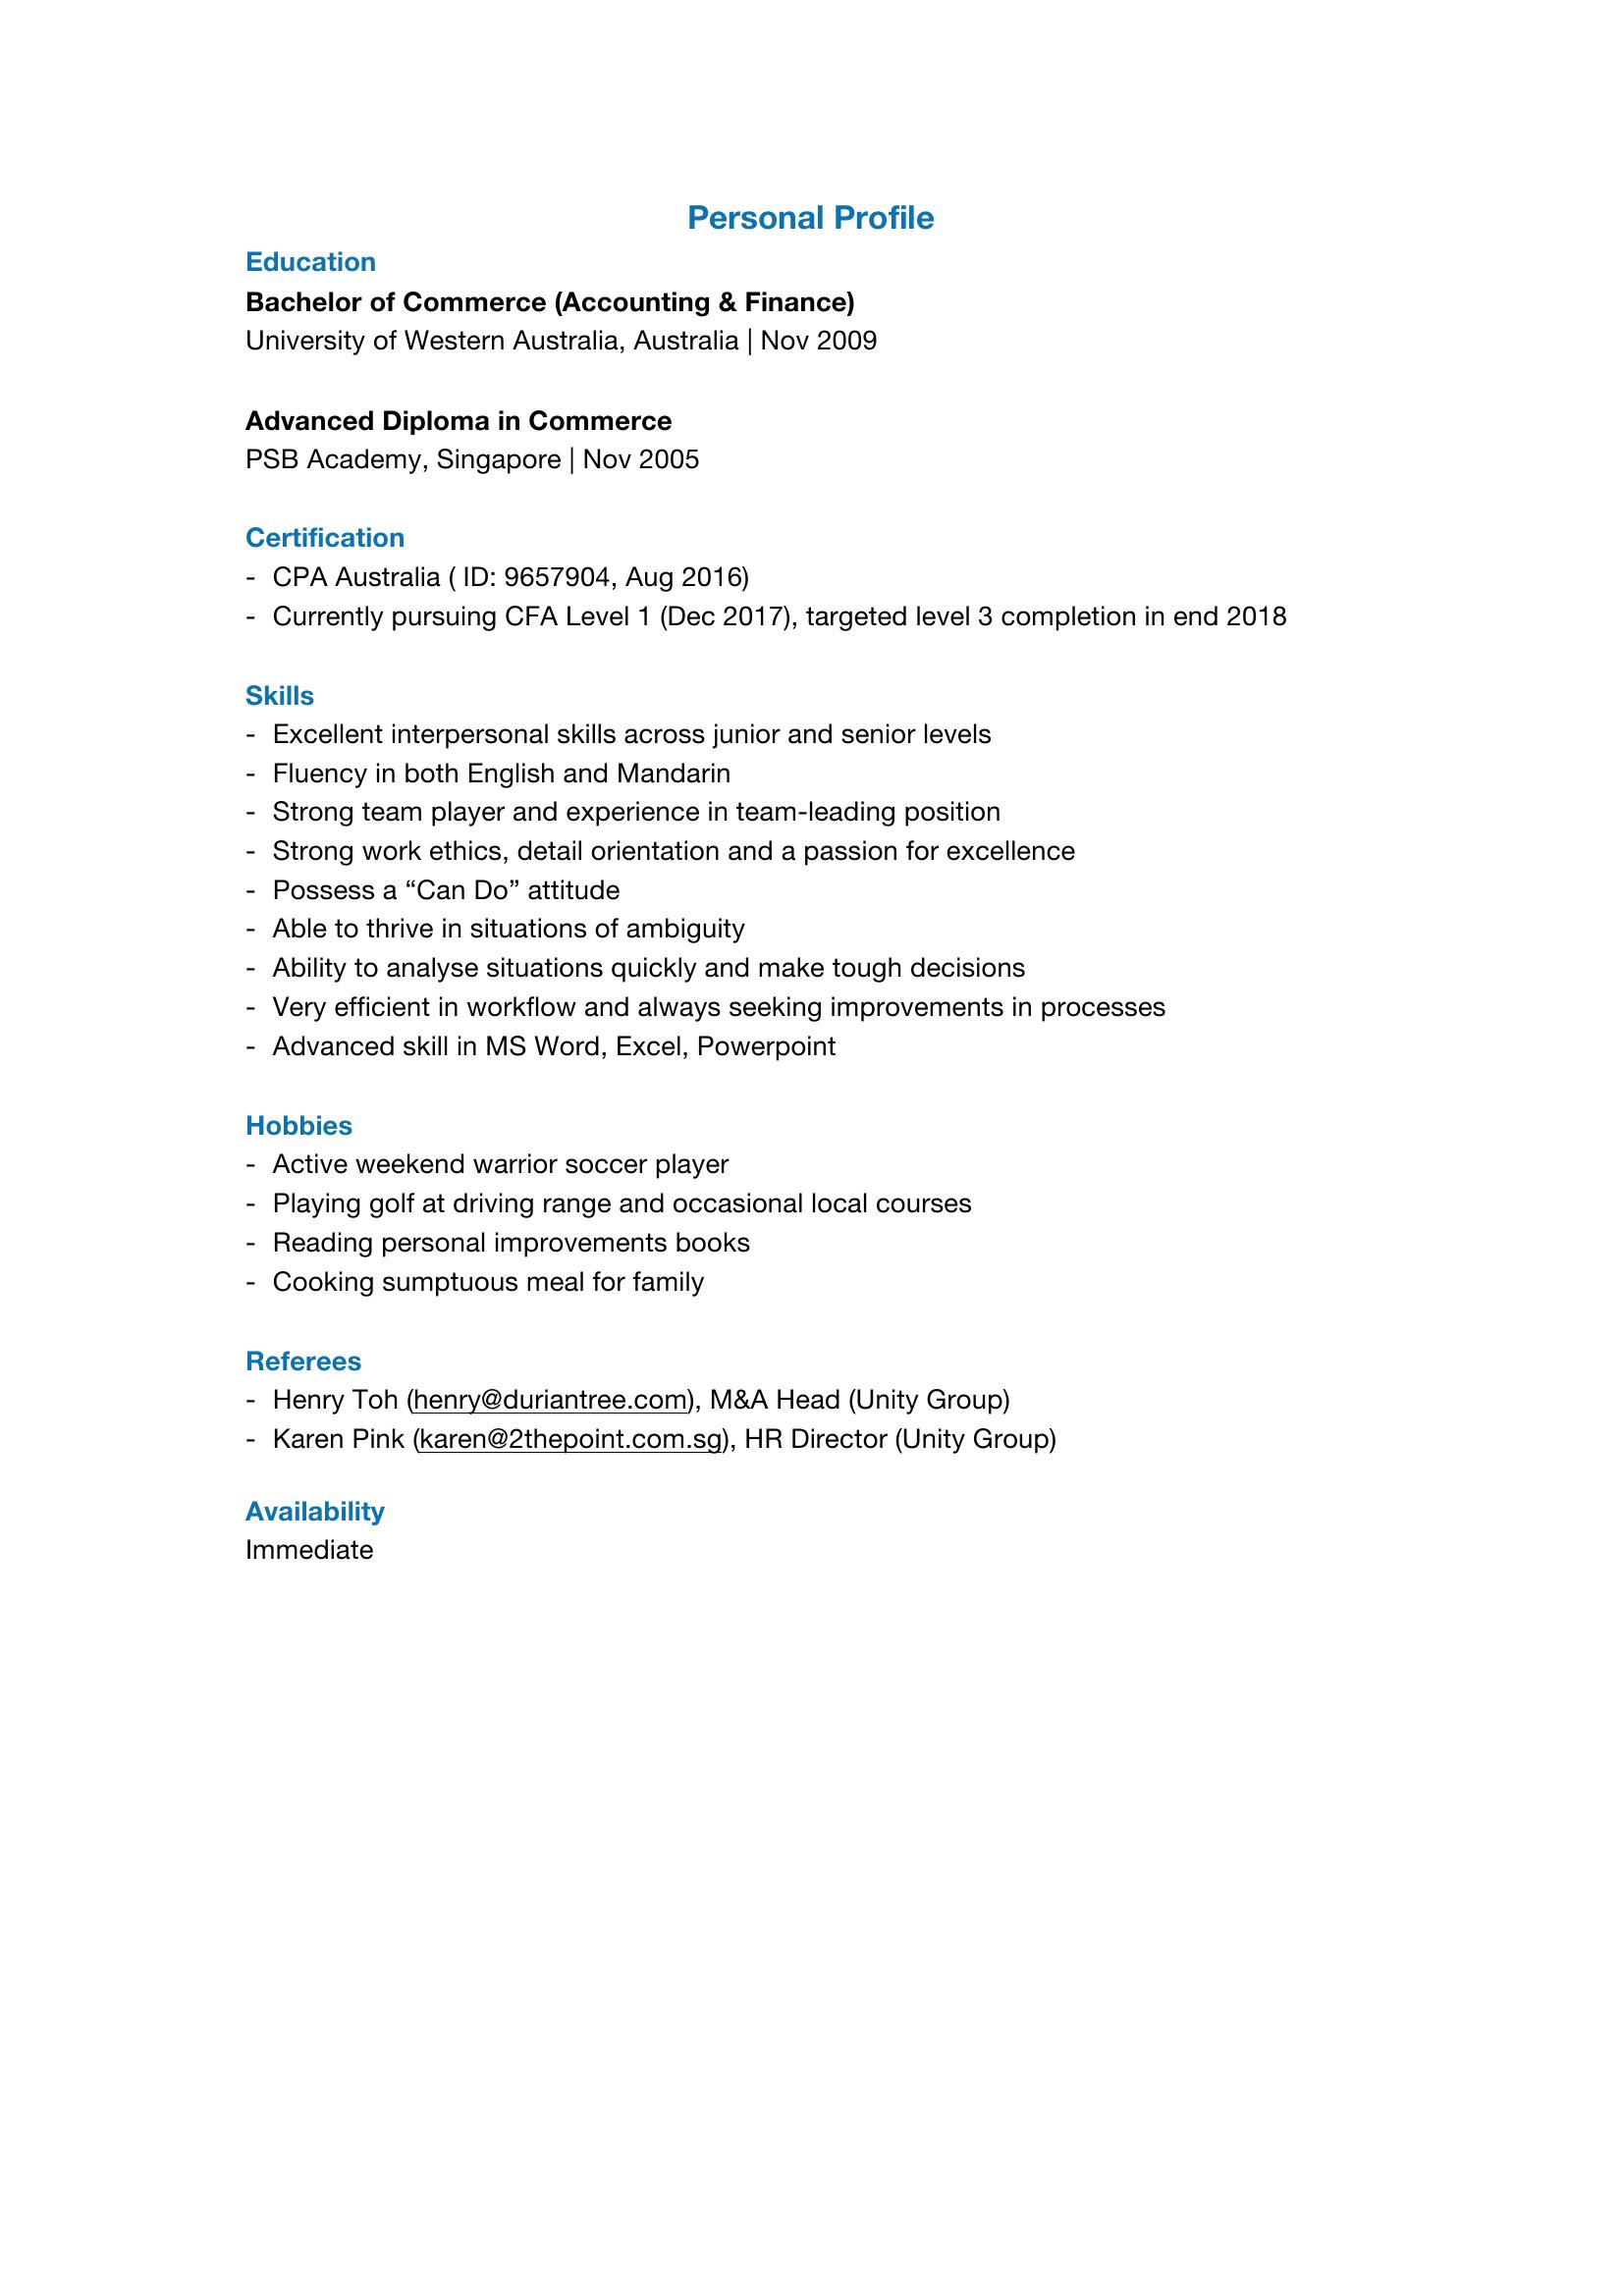 Personal Profile
Education
Bachelor of Commerce (Accounting & Finance)
University of Western Australia, Australia | Nov 2009
Advanced Diploma in Commerce
PSB Academy, Singapore | Nov 2005
Certification
- CPA Australia ( ID: 9657904, Aug 2016)
- Currently pursuing CFA Level 1 (Dec 2017), targeted level 3 completion in end 2018
Skills
- Excellent interpersonal skills across junior and senior levels
- Fluency in both English and Mandarin
- Strong team player and experience in team-leading position
- Strong work ethics, detail orientation and a passion for excellence
- Possess a “Can Do” attitude
- Able to thrive in situations of ambiguity
- Ability to analyse situations quickly and make tough decisions
- Very efficient in workflow and always seeking improvements in processes
- Advanced skill in MS Word, Excel, Powerpoint
Hobbies
- Active weekend warrior soccer player
- Playing golf at driving range and occasional local courses
- Reading personal improvements books
- Cooking sumptuous meal for family
Referees
- Henry Toh (henry@duriantree.com), M&A Head (Unity Group)
- Karen Pink (karen@2thepoint.com.sg), HR Director (Unity Group)
Availability
Immediate